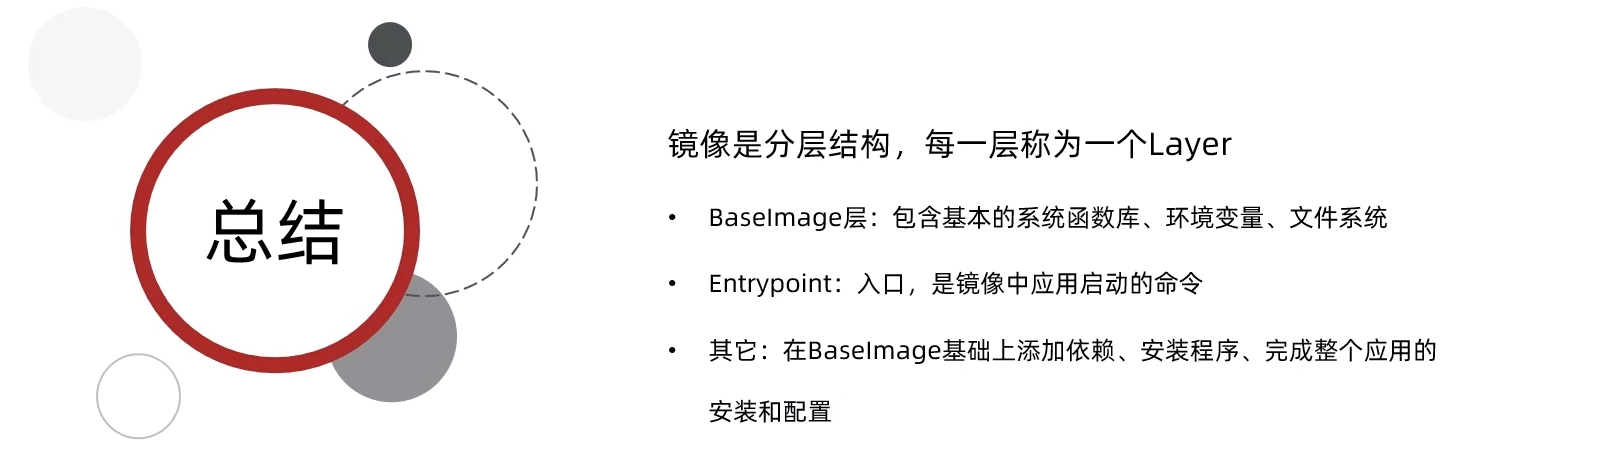 总结
镜像是分层结构，每一层称为一个Layer
• BaseImage层：包含基本的系统函数库、环境变量、文件系统
• Entrypoint：入口，是镜像中应用启动的命令
• 其它：在BaseImage基础上添加依赖、安装程序、完成整个应用的
安装和配置